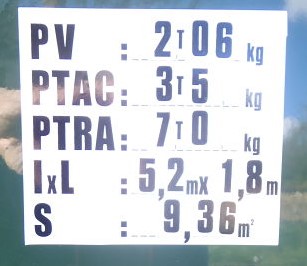 PV : 2T06 kg
PTAC : 3T5 kg
PTRA : 7T0 kg
IxL : 5,2m x 1,8m
S : 9,36m²